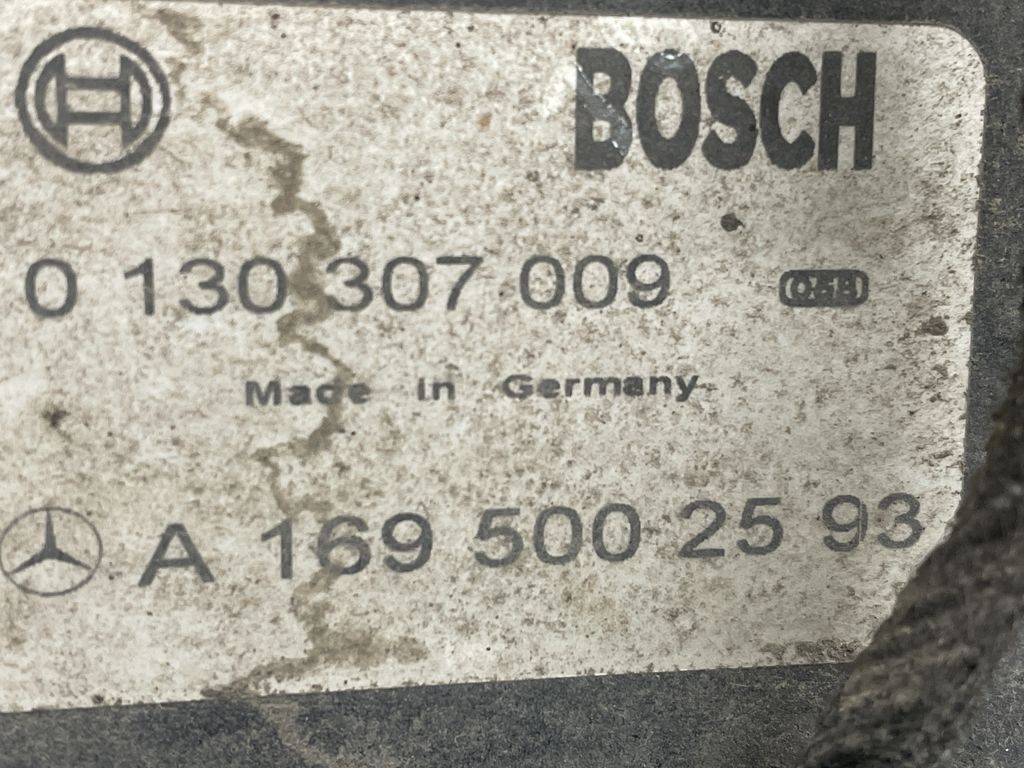 BOSCH
0 130 307 009
Made in Germany
A 169 500 25 93